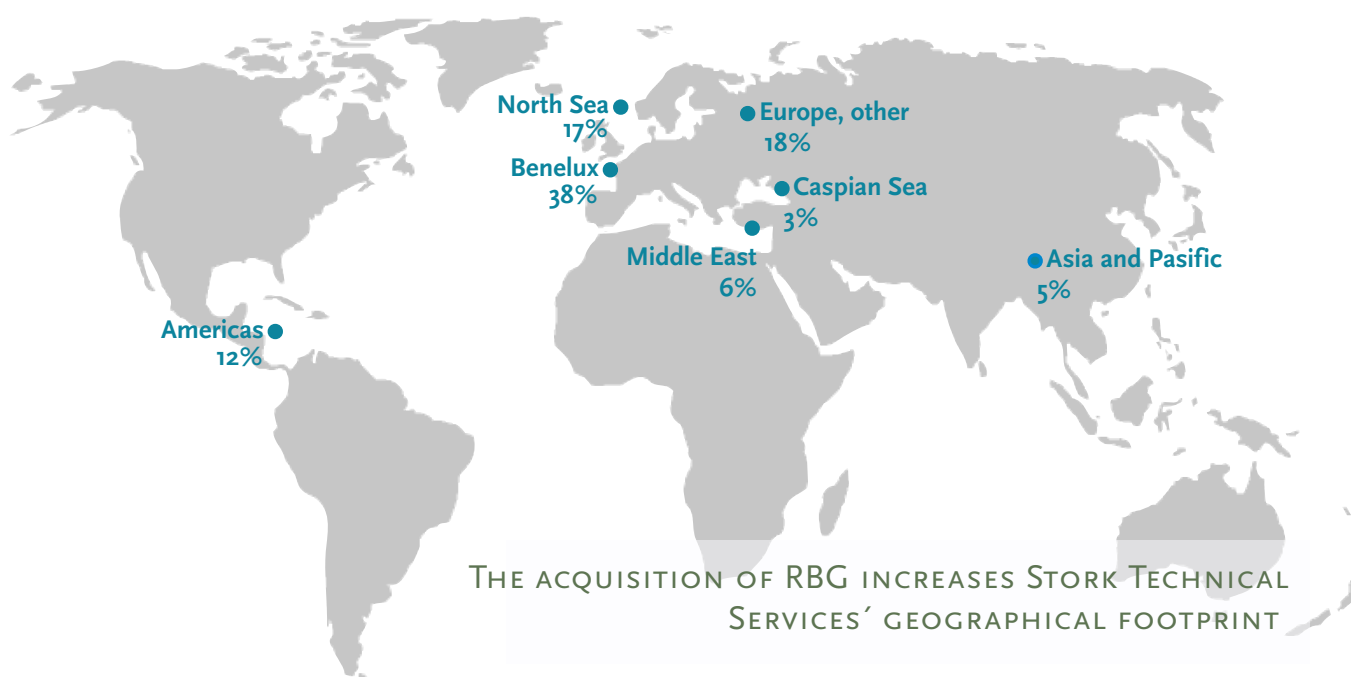 North Sea
17%
Europe, other
18%
Benelux
38%
Caspian Sea
3%
Middle East
6%
Asia and Pasific
5%
Americas
12%
The acquisition of RBG increases Stork Technical
Services´ geographical footprint